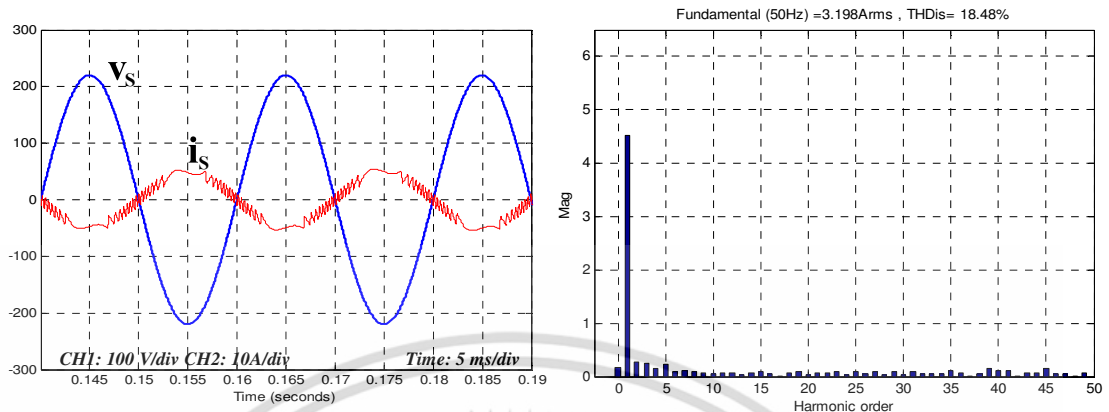 Fundamental (50Hz) =3.198Arms , THDis= 18.48%
300
200
100
0
-100
-200
-300
vS
iS
CH1: 100 V/div CH2: 10A/div
Time: 5 ms/div
0.145 0.15 0.155 0.16 0.165 0.17 0.175 0.18 0.185 0.19
Time (seconds)
6
5
4
3
2
1
0
Mag
0 5 10 15 20 25 30 35 40 45 50
Harmonic order